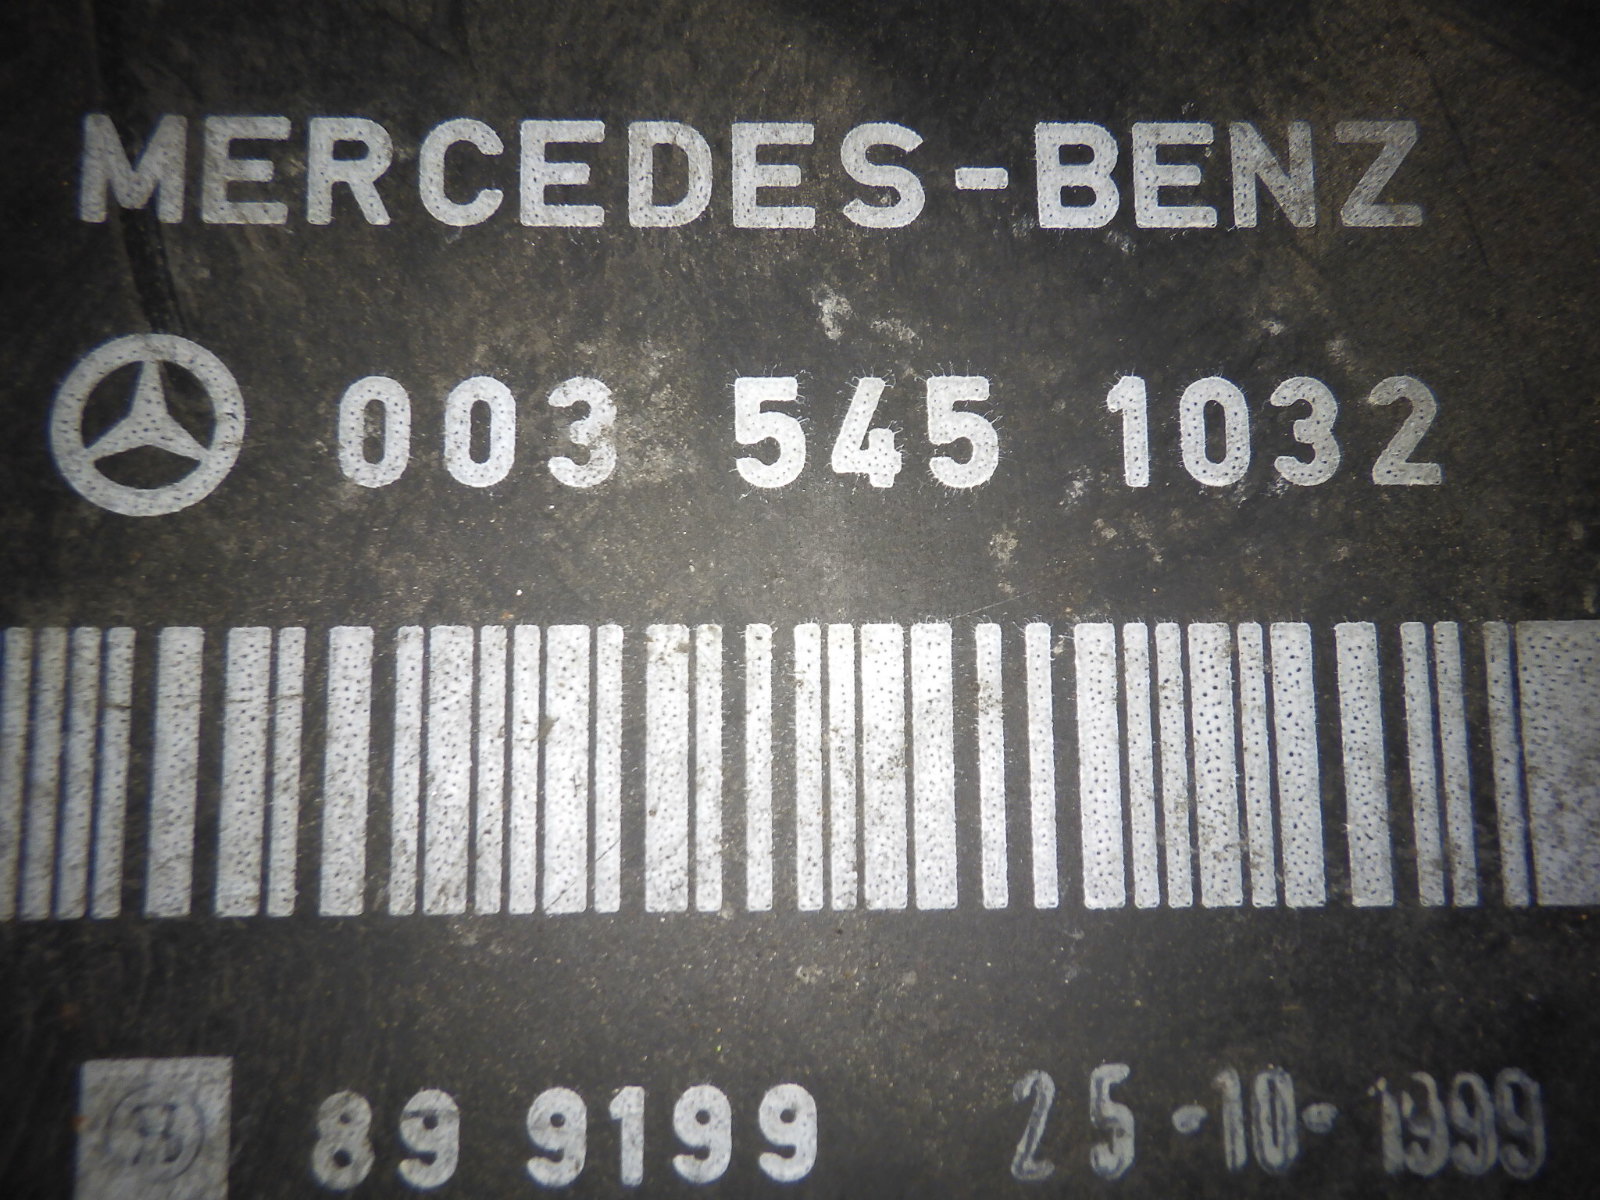 MERCEDES-BENZ
003 545 1032
89 9199 25-10-1999